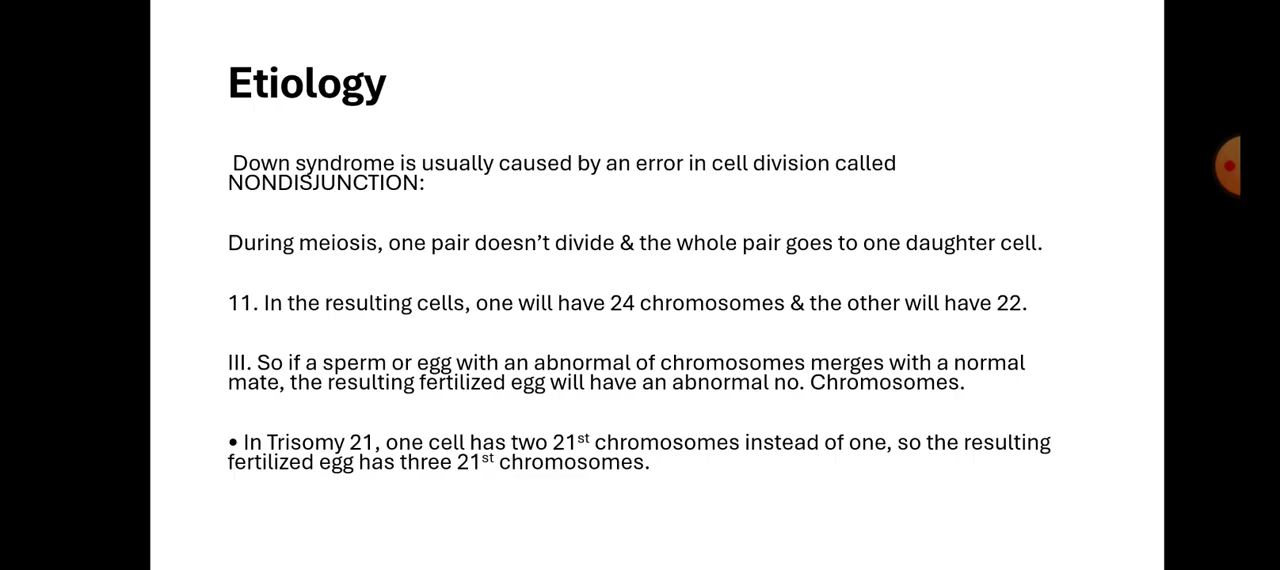 Etiology
Down syndrome is usually caused by an error in cell division called
NONDISJUNCTION:
During meiosis, one pair doesn’t divide & the whole pair goes to one daughter cell.
11. In the resulting cells, one will have 24 chromosomes & the other will have 22.
III. So if a sperm or egg with an abnormal of chromosomes merges with a normal
mate, the resulting fertilized egg will have an abnormal no. Chromosomes.
• In Trisomy 21, one cell has two 21st chromosomes instead of one, so the resulting
fertilized egg has three 21st chromosomes.